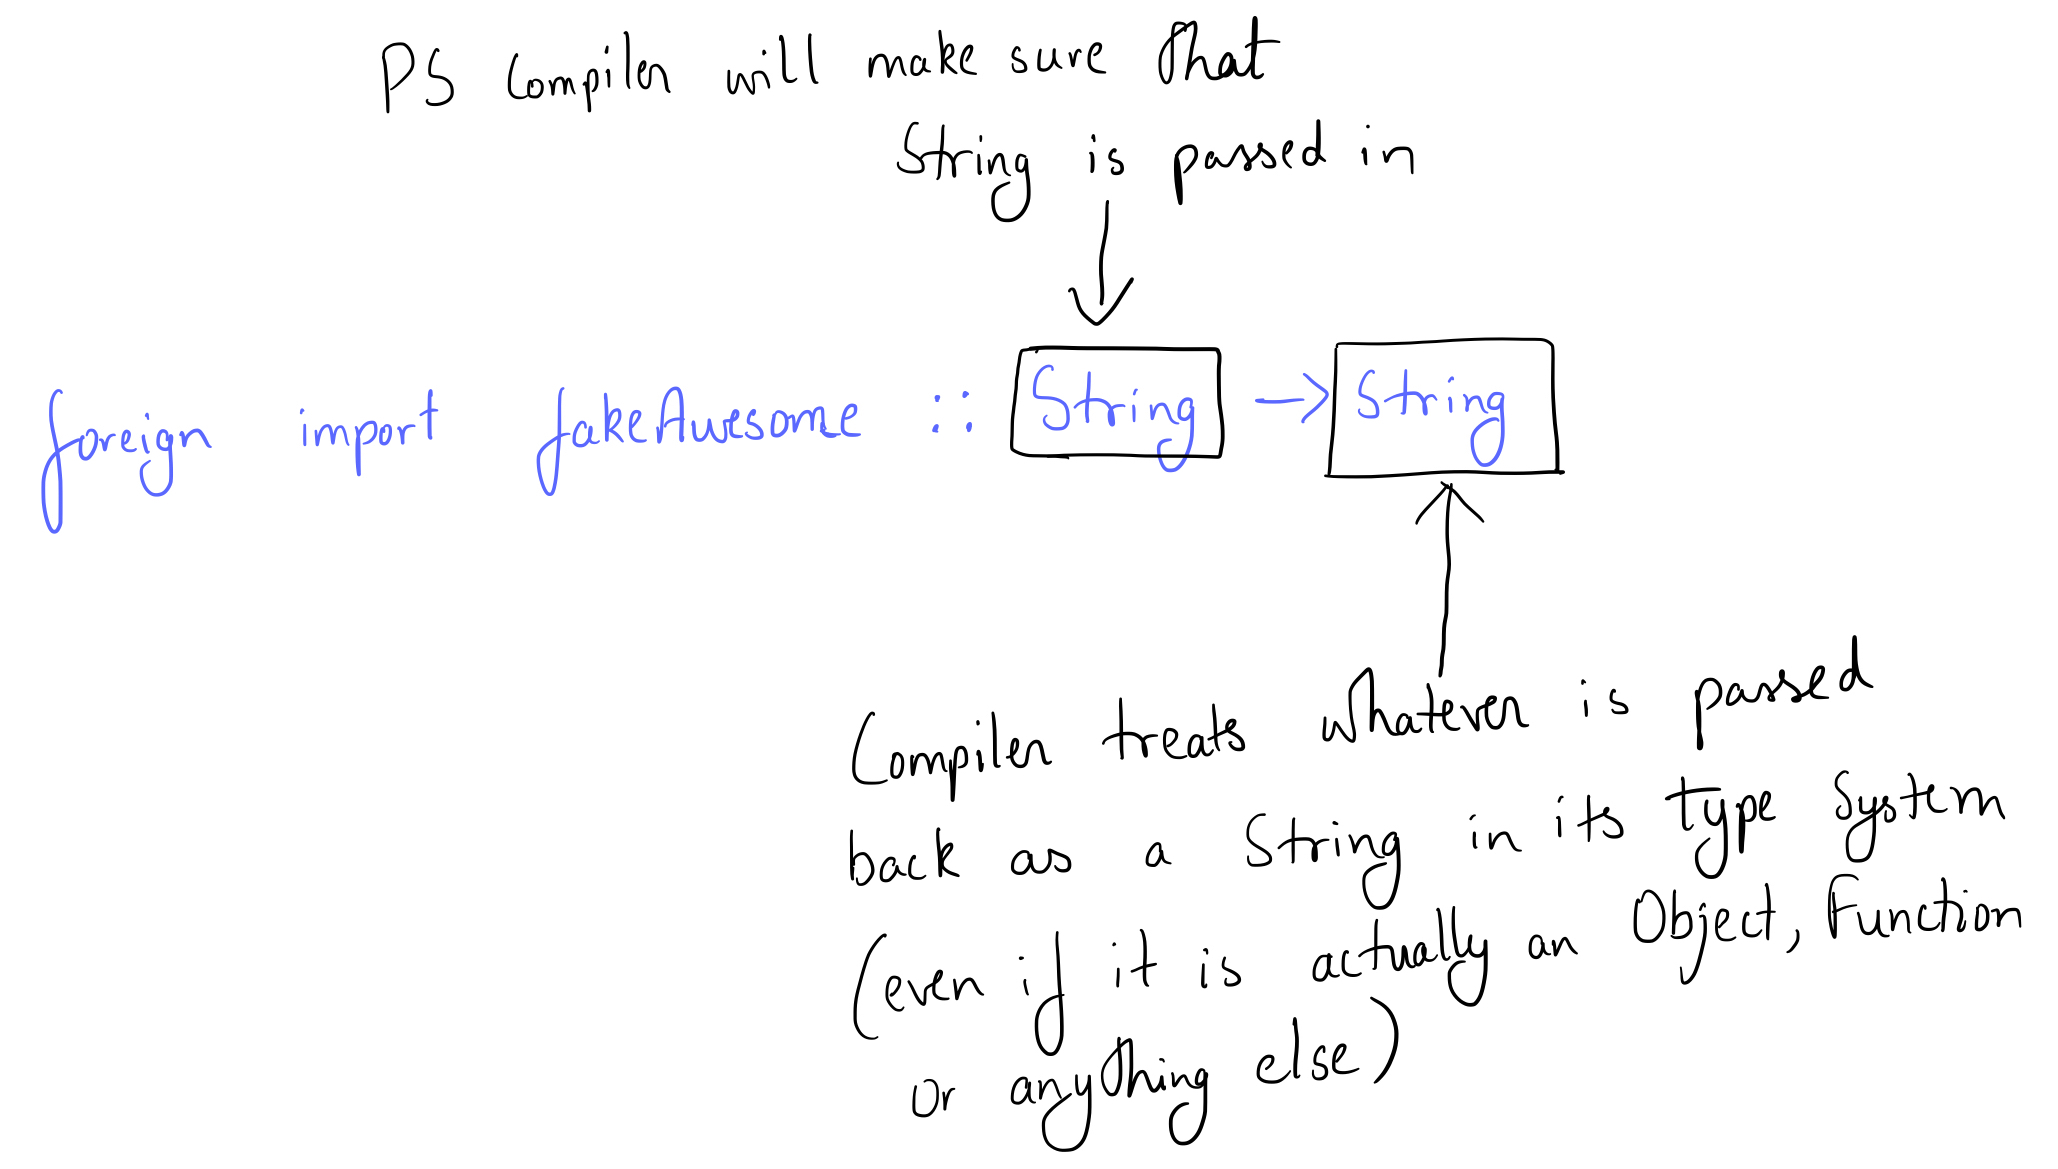 PS Compiler will make sure that
String is passed in
foreign import fakeAwesome :: String -> String
Compiler treats whatever is passed
back as a String in its type System
(even if it is actually an Object, Function
or anything else)